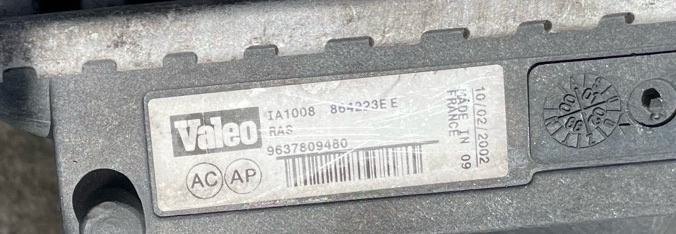 Valeo
IA1008 864223E E
RAS
9637809480
AC AP
10/02/2002
MADE IN 09
FRANCE